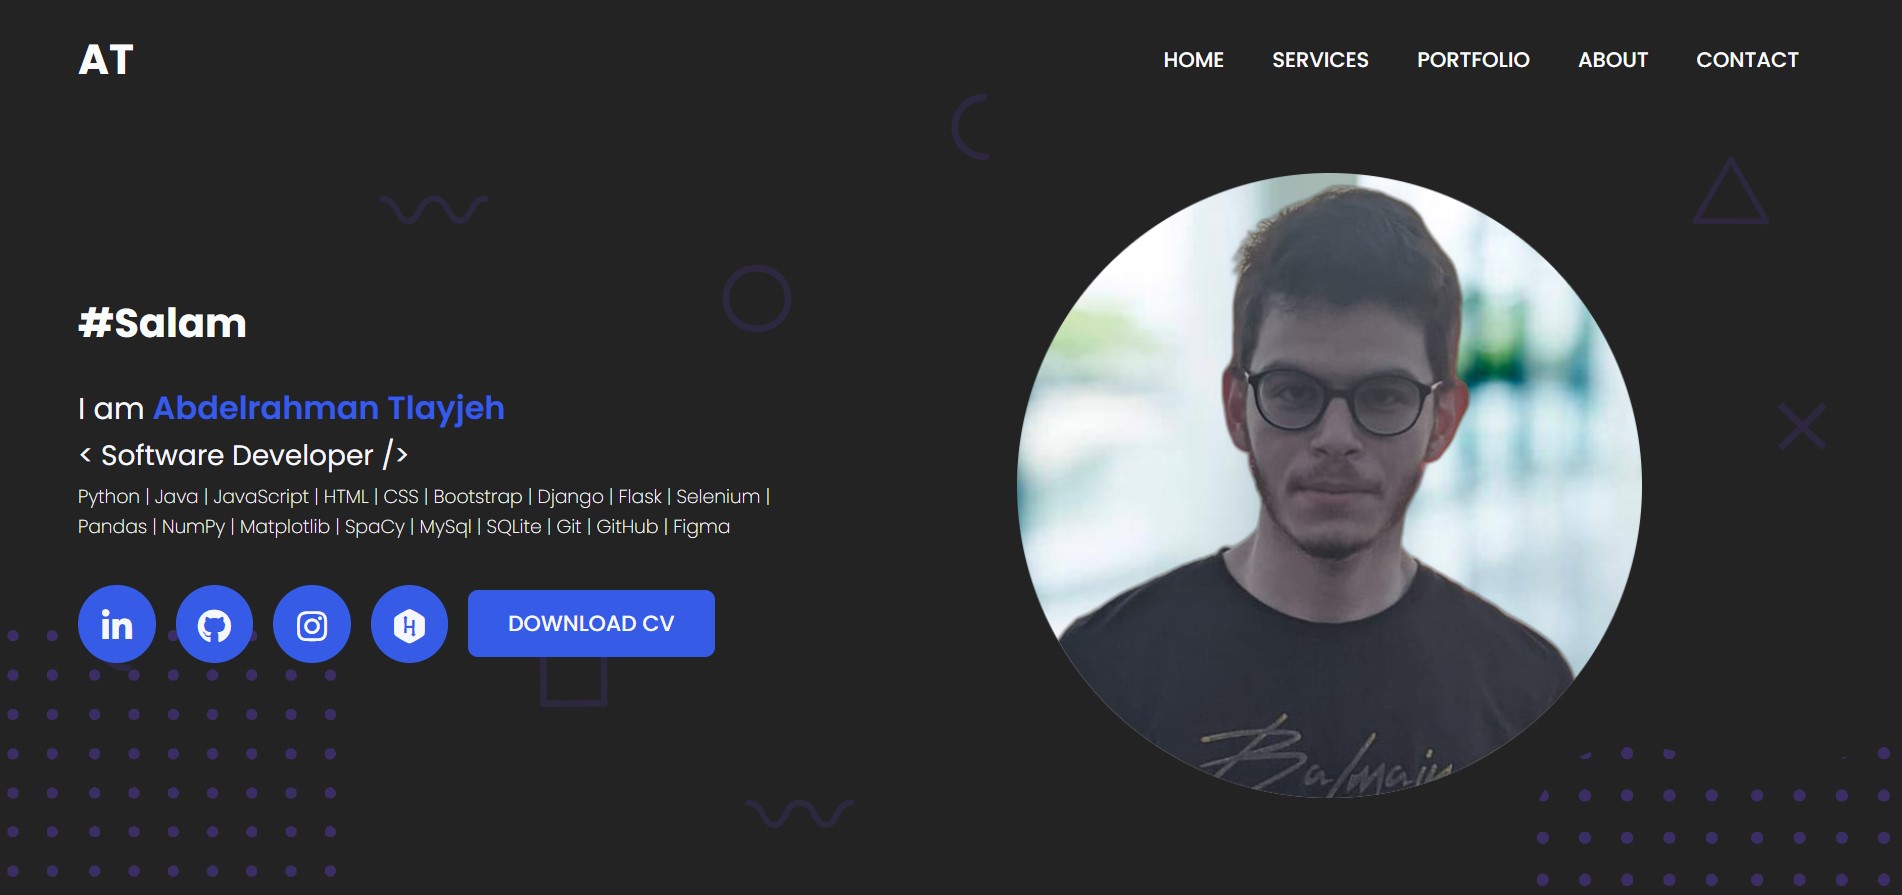 AT
HOME SERVICES PORTFOLIO ABOUT CONTACT
#Salam
I am Abdelrahman Tlayjeh
< Software Developer />
Python | Java | JavaScript | HTML | CSS | Bootstrap | Django | Flask | Selenium |
Pandas | NumPy | Matplotlib | SpaCy | MySql | SQLite | Git | GitHub | Figma
in H DOWNLOAD CV
Balmain